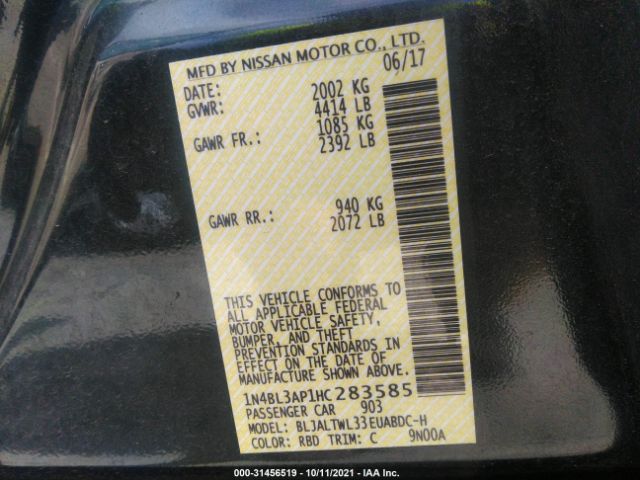 MFD BY NISSAN MOTOR CO., LTD.
DATE: 06/17
GVWR: 2002 KG
4414 LB
GAWR FR.: 1085 KG
2392 LB
GAWR RR.: 940 KG
2072 LB
THIS VEHICLE CONFORMS TO
ALL APPLICABLE FEDERAL
MOTOR VEHICLE SAFETY,
BUMPER, AND THEFT
PREVENTION STANDARDS IN
EFFECT ON THE DATE OF
MANUFACTURE SHOWN ABOVE.
1N4BL3AP1HC283585
PASSENGER CAR 903
MODEL: BLJALTWL33EUABDC-H
COLOR: RBD TRIM: C 9N00A
000-31456519 - 10/11/2021 - IAA Inc.